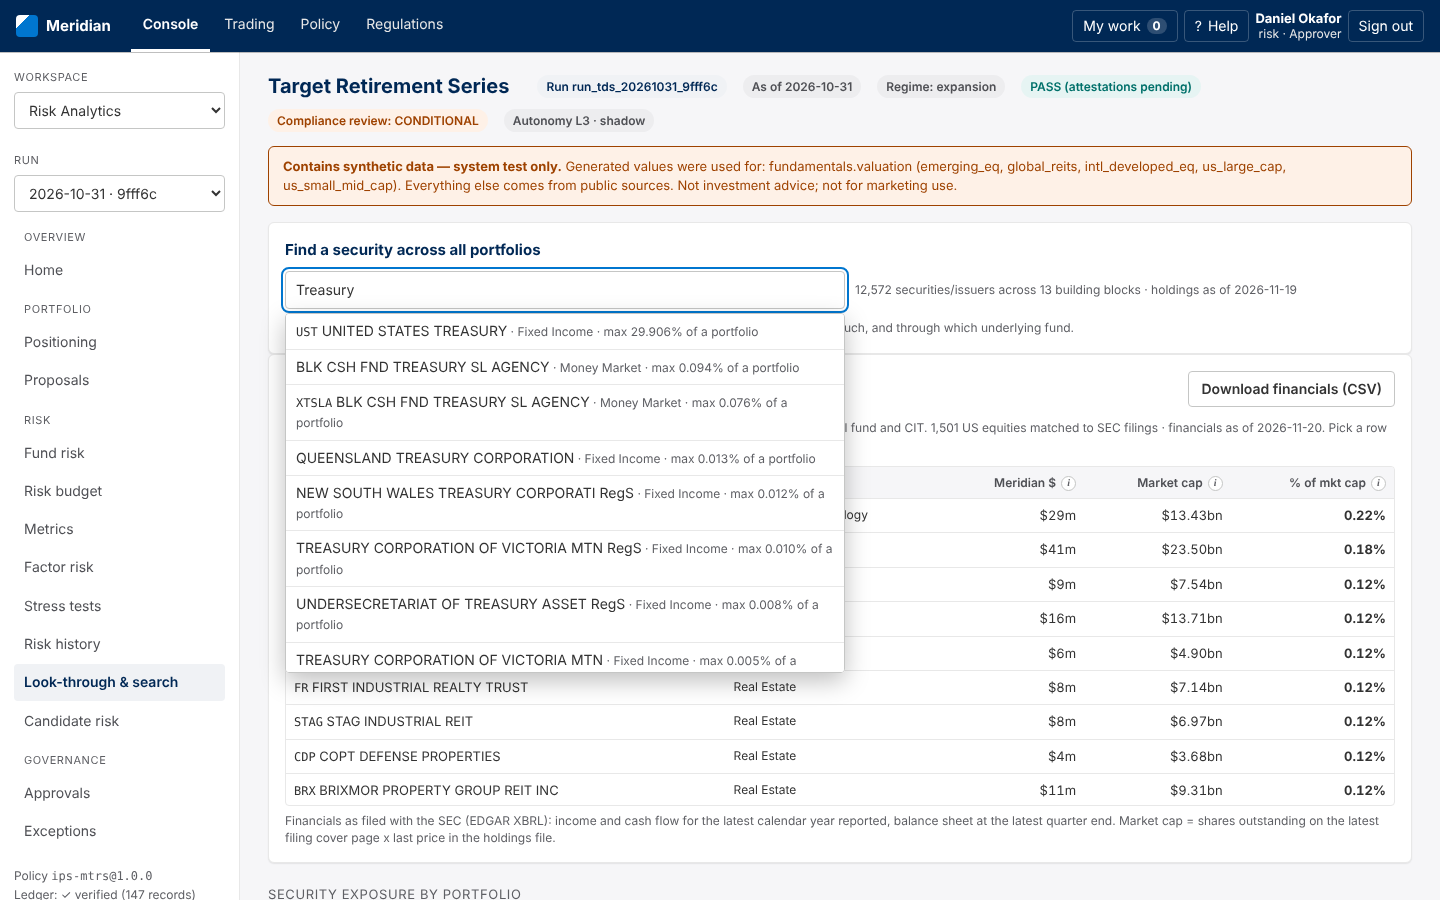 Meridian
Console
Trading
Policy
Regulations
My work 0
? Help
Daniel Okafor
risk · Approver
Sign out
WORKSPACE
Risk Analytics
RUN
2026-10-31 · 9fff6c
OVERVIEW
Home
PORTFOLIO
Positioning
Proposals
RISK
Fund risk
Risk budget
Metrics
Factor risk
Stress tests
Risk history
Look-through & search
Candidate risk
GOVERNANCE
Approvals
Exceptions
Policy ips-mtrs@1.0.0
Ledger: ✓ verified (147 records)
Target Retirement Series
Run run_tds_20261031_9fff6c
As of 2026-10-31
Regime: expansion
PASS (attestations pending)
Compliance review: CONDITIONAL
Autonomy L3 · shadow
Contains synthetic data — system test only. Generated values were used for: fundamentals.valuation (emerging_eq, global_reits, intl_developed_eq, us_large_cap,
us_small_mid_cap). Everything else comes from public sources. Not investment advice; not for marketing use.
Find a security across all portfolios
Treasury
12,572 securities/issuers across 13 building blocks · holdings as of 2026-11-19
uch, and through which underlying fund.
UST UNITED STATES TREASURY · Fixed Income · max 29.906% of a portfolio
BLK CSH FND TREASURY SL AGENCY · Money Market · max 0.094% of a portfolio
XTSLA BLK CSH FND TREASURY SL AGENCY · Money Market · max 0.076% of a
portfolio
QUEENSLAND TREASURY CORPORATION · Fixed Income · max 0.013% of a portfolio
NEW SOUTH WALES TREASURY CORPORATI RegS · Fixed Income · max 0.012% of a
portfolio
TREASURY CORPORATION OF VICTORIA MTN RegS · Fixed Income · max 0.010% of a
portfolio
UNDERSECRETARIAT OF TREASURY ASSET RegS · Fixed Income · max 0.008% of a
portfolio
TREASURY CORPORATION OF VICTORIA MTN · Fixed Income · max 0.005% of a
Download financials (CSV)
fund and CIT. 1,501 US equities matched to SEC filings · financials as of 2026-11-20. Pick a row
Meridian $ i
Market cap i
% of mkt cap i
logy $29m $13.43bn 0.22%
$41m $23.50bn 0.18%
$9m $7.54bn 0.12%
$16m $13.71bn 0.12%
$6m $4.90bn 0.12%
FR FIRST INDUSTRIAL REALTY TRUST Real Estate $8m $7.14bn 0.12%
STAG STAG INDUSTRIAL REIT Real Estate $8m $6.97bn 0.12%
CDP COPT DEFENSE PROPERTIES Real Estate $4m $3.68bn 0.12%
BRX BRIXMOR PROPERTY GROUP REIT INC Real Estate $11m $9.31bn 0.12%
Financials as filed with the SEC (EDGAR XBRL): income and cash flow for the latest calendar year reported, balance sheet at the latest quarter end. Market cap = shares outstanding on the latest
filing cover page x last price in the holdings file.
SECURITY EXPOSURE BY PORTFOLIO